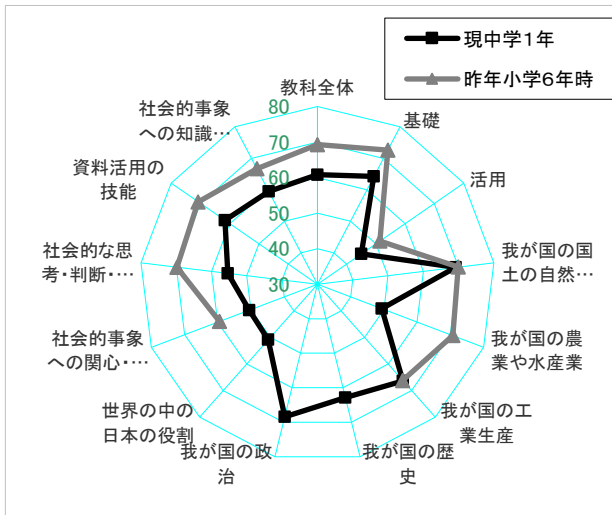 現中学1年
昨年小学6年時
教科全体
基礎
活用
我が国の国
土の自然…
我が国の農
業や水産業
我が国の工
業生産
我が国の歴
史
我が国の政
治
世界の中の
日本の役割
社会的事象
への関心・…
社会的な思
考・判断・…
資料活用の
技能
社会的事象
への知識…
80
70
60
50
40
30